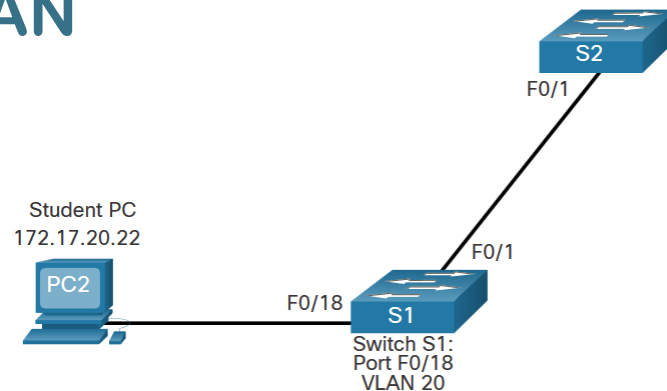 AN
S2
F0/1
Student PC
172.17.20.22
PC2
F0/1
F0/18
S1
Switch S1:
Port F0/18
VLAN 20